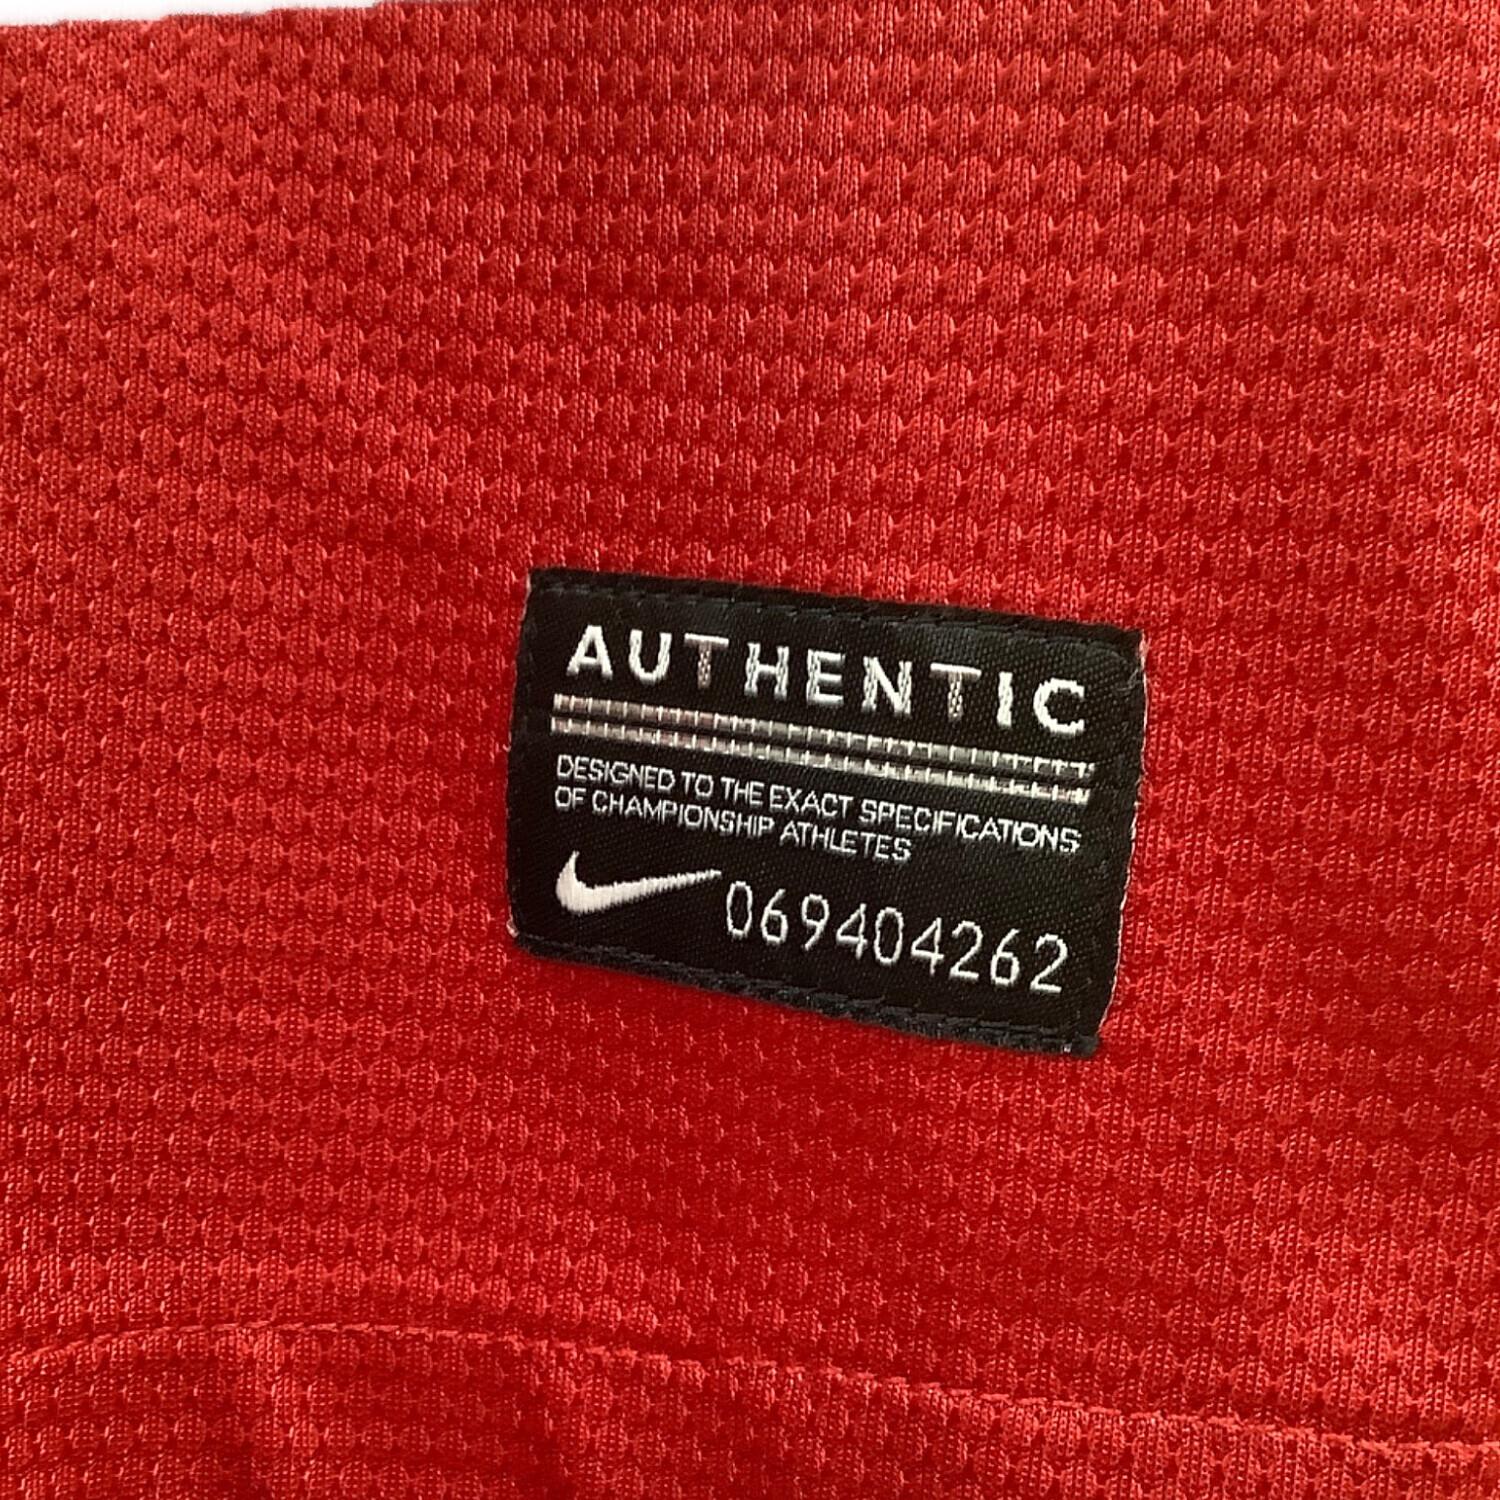 AUTHENTIC
DESIGNED TO THE EXACT SPECIFICATIONS
OF CHAMPIONSHIP ATHLETES
069404262